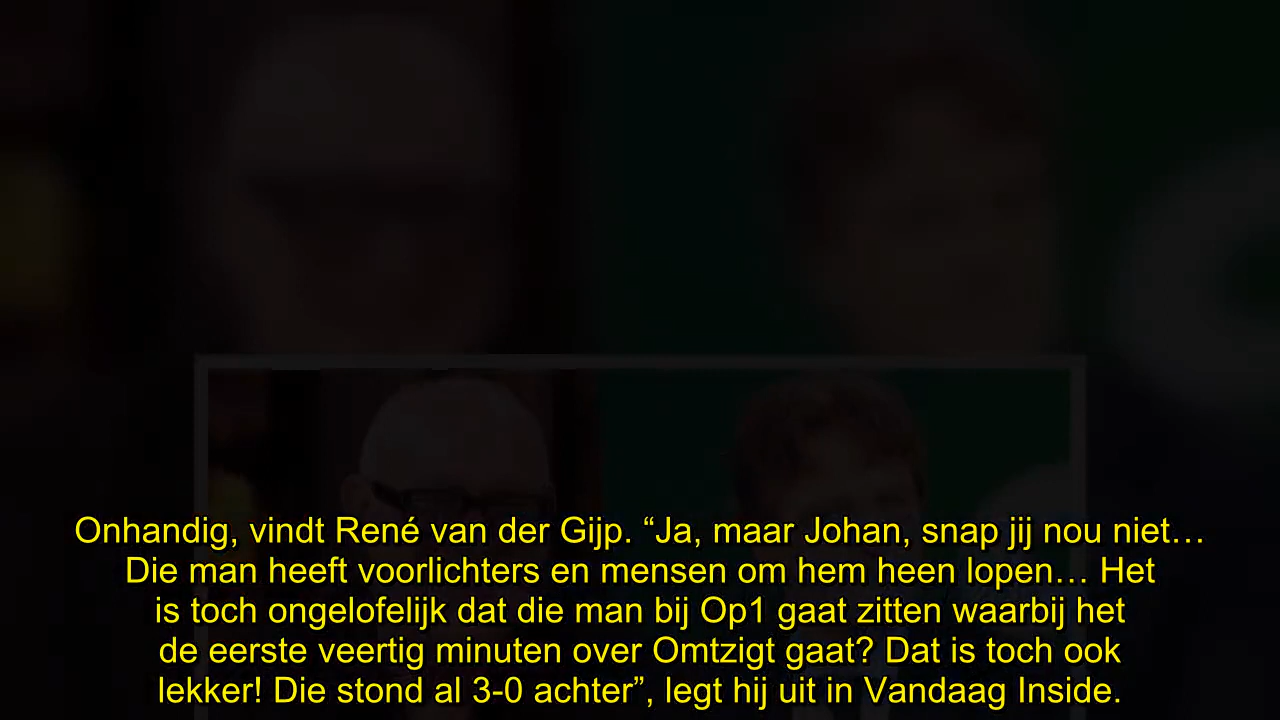 Onhandig, vindt René van der Gijp. “Ja, maar Johan, snap jij nou niet…
Die man heeft voorlichters en mensen om hem heen lopen… Het
is toch ongelofelijk dat die man bij Op1 gaat zitten waarbij het
de eerste veertig minuten over Omtzigt gaat? Dat is toch ook
lekker! Die stond al 3-0 achter”, legt hij uit in Vandaag Inside.